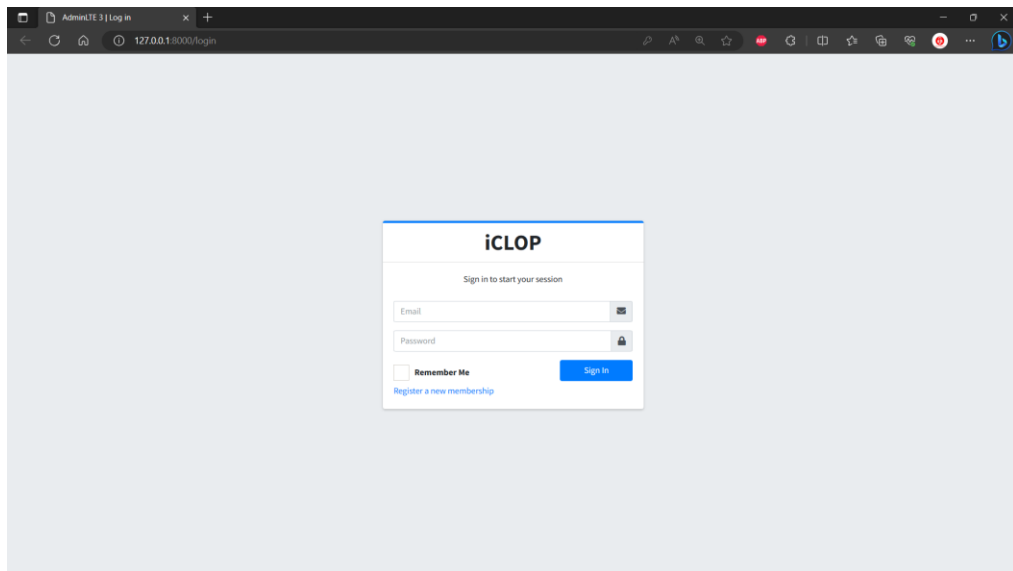 AdminLTE 3 | Log in
127.0.0.1:8000/login
ABP
iCLOP
Sign in to start your session
Email
Password
Remember Me
Sign In
Register a new membership